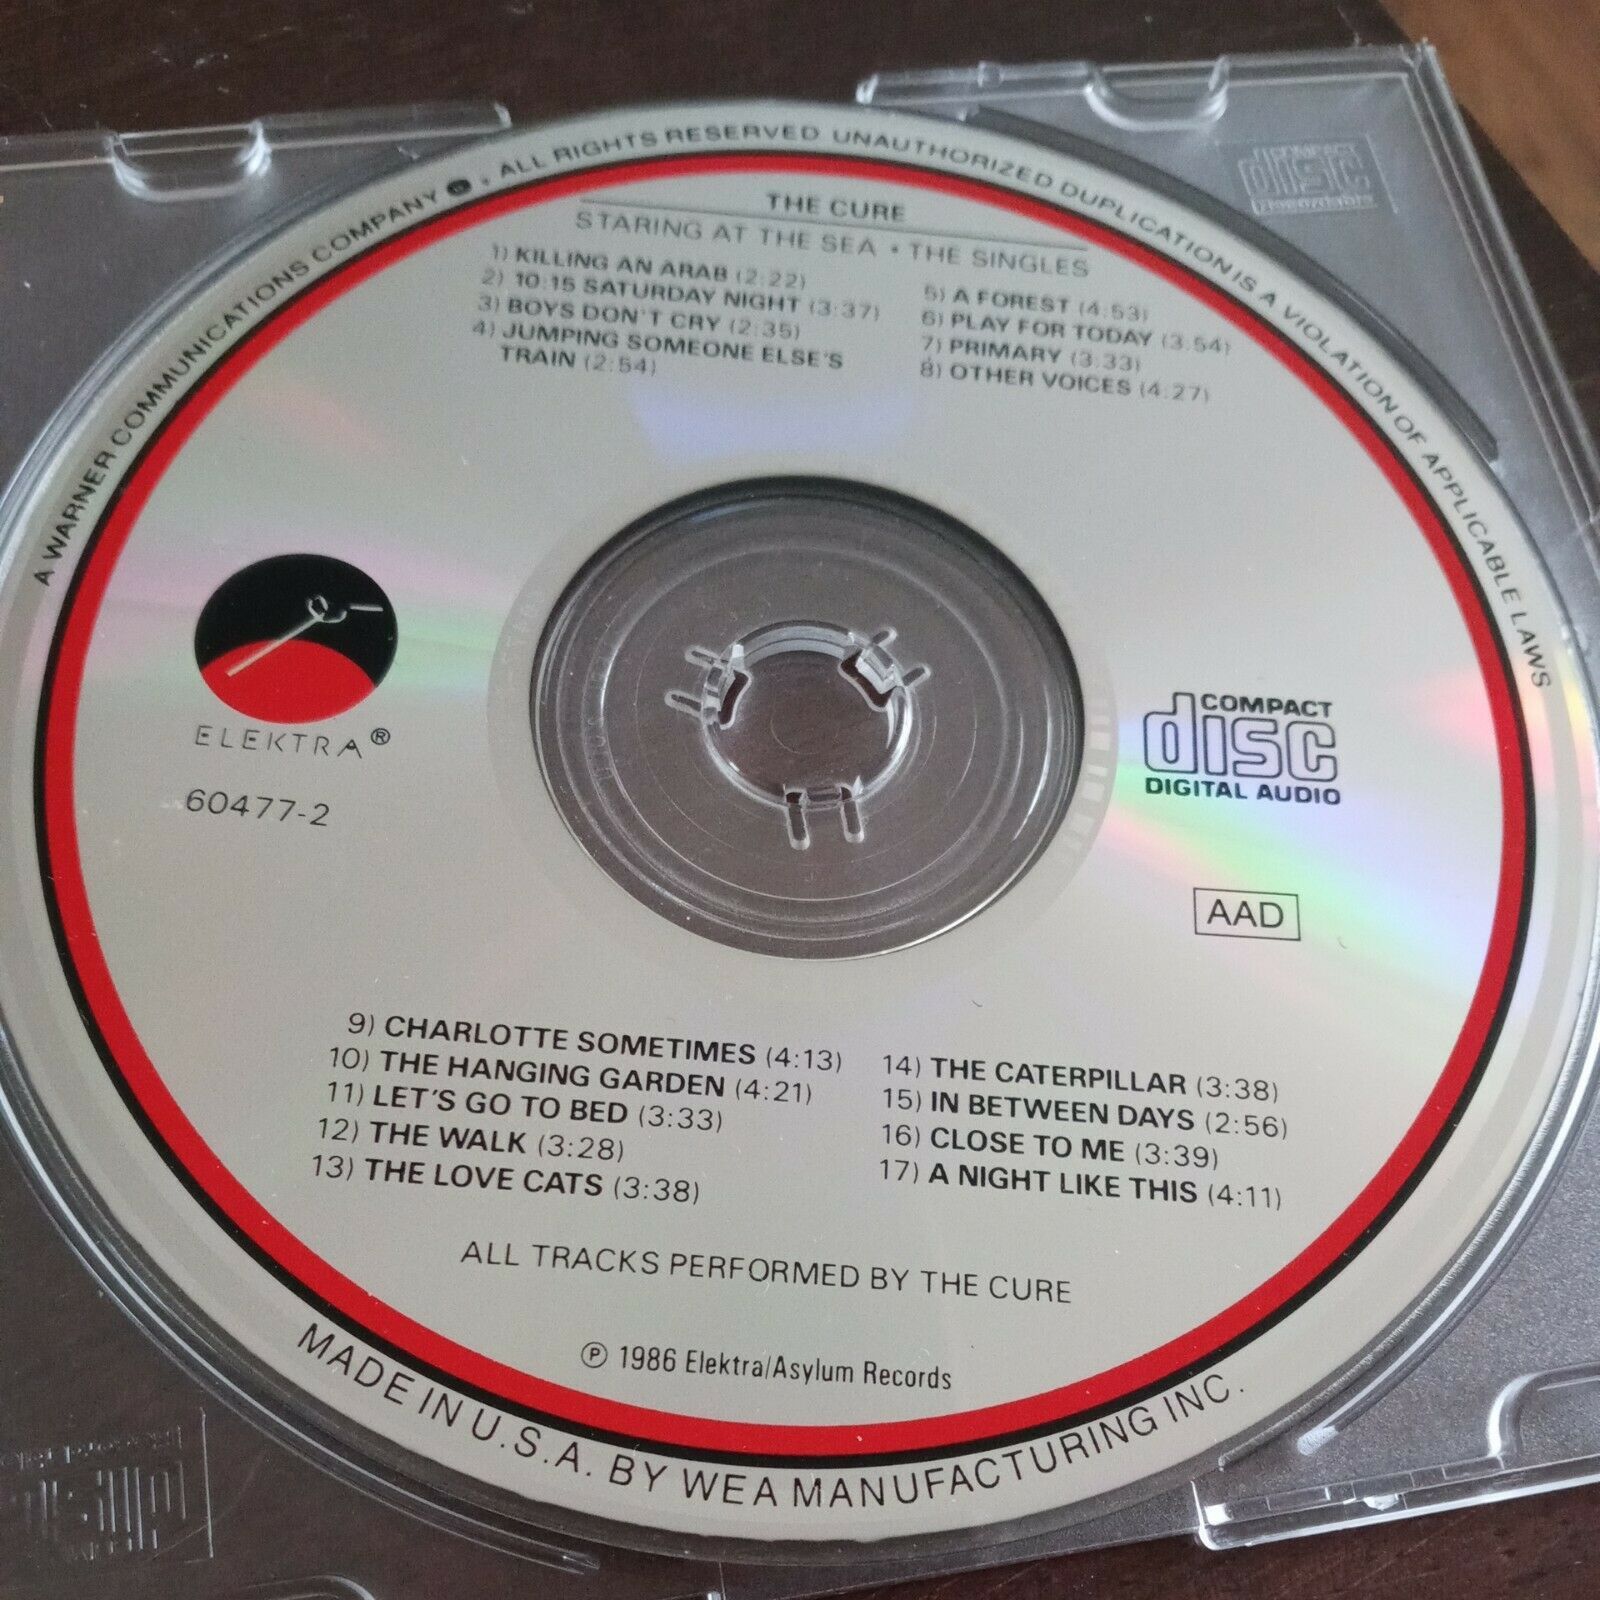 A WARNER COMMUNICATIONS COMPANY . ALL RIGHTS RESERVED UNAUTHORIZED DUPLICATION IS A VIOLATION OF APPLICABLE LAWS
THE CURE
STARING AT THE SEA • THE SINGLES
1) KILLING AN ARAB (2:22)
2) 10:15 SATURDAY NIGHT (3:37)
3) BOYS DON'T CRY (2:35)
4) JUMPING SOMEONE ELSE'S
TRAIN (2:54)
5) A FOREST (4:53)
6) PLAY FOR TODAY (3.54)
7) PRIMARY (3:33)
8) OTHER VOICES (4:27)
COMPACT
disc
Recordable
ELEKTRA®
60477-2
COMPACT
disc
DIGITAL AUDIO
AAD
9) CHARLOTTE SOMETIMES (4:13)
10) THE HANGING GARDEN (4:21)
11) LET'S GO TO BED (3:33)
12) THE WALK (3:28)
13) THE LOVE CATS (3:38)
14) THE CATERPILLAR (3:38)
15) IN BETWEEN DAYS (2:56)
16) CLOSE TO ME (3:39)
17) A NIGHT LIKE THIS (4:11)
ALL TRACKS PERFORMED BY THE CURE
℗ 1986 Elektra/Asylum Records
MADE IN U.S.A. BY WEA MANUFACTURING INC.